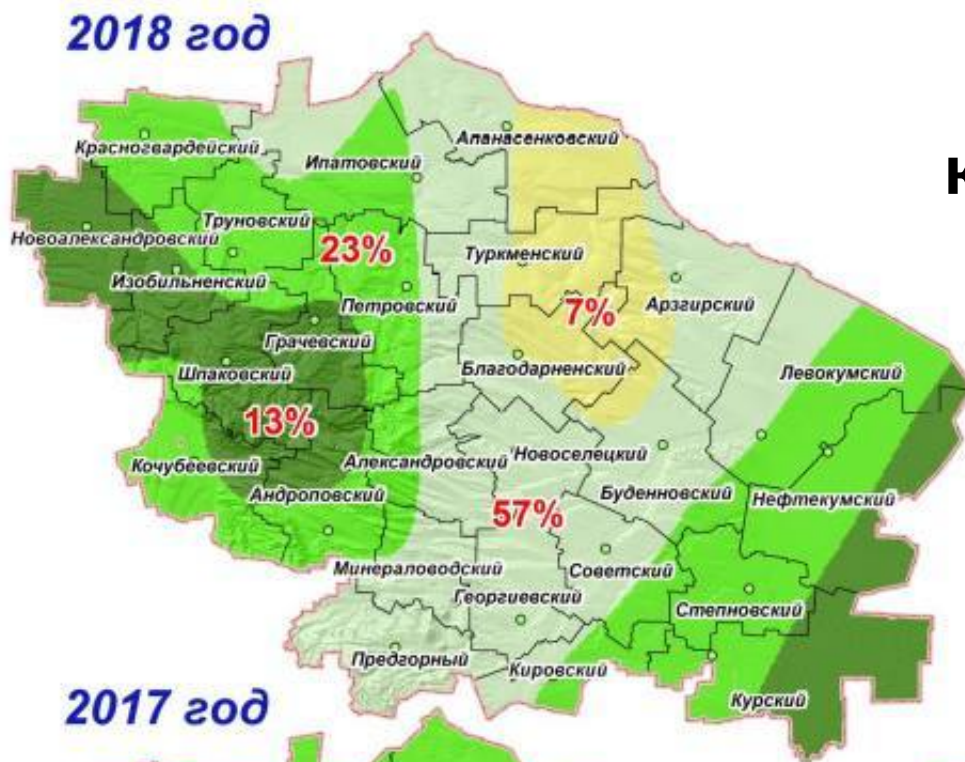 2018 год
К
Апанасенковский
Красногвардейский
Ипатовский
Труновский
Новоалександровский
23%
Туркменский
Изобильненский
Петровский
7%
Арзгирский
Грачевский
Шпаковский
Благодарненский
Левокумский
13%
Кочубеевский
Александровский
Новоселецкий
Андроповский
Буденновский
Нефтекумский
57%
Минераловодский
Советский
Георгиевский
Степновский
Предгорный
Кировский
Курский
2017 год